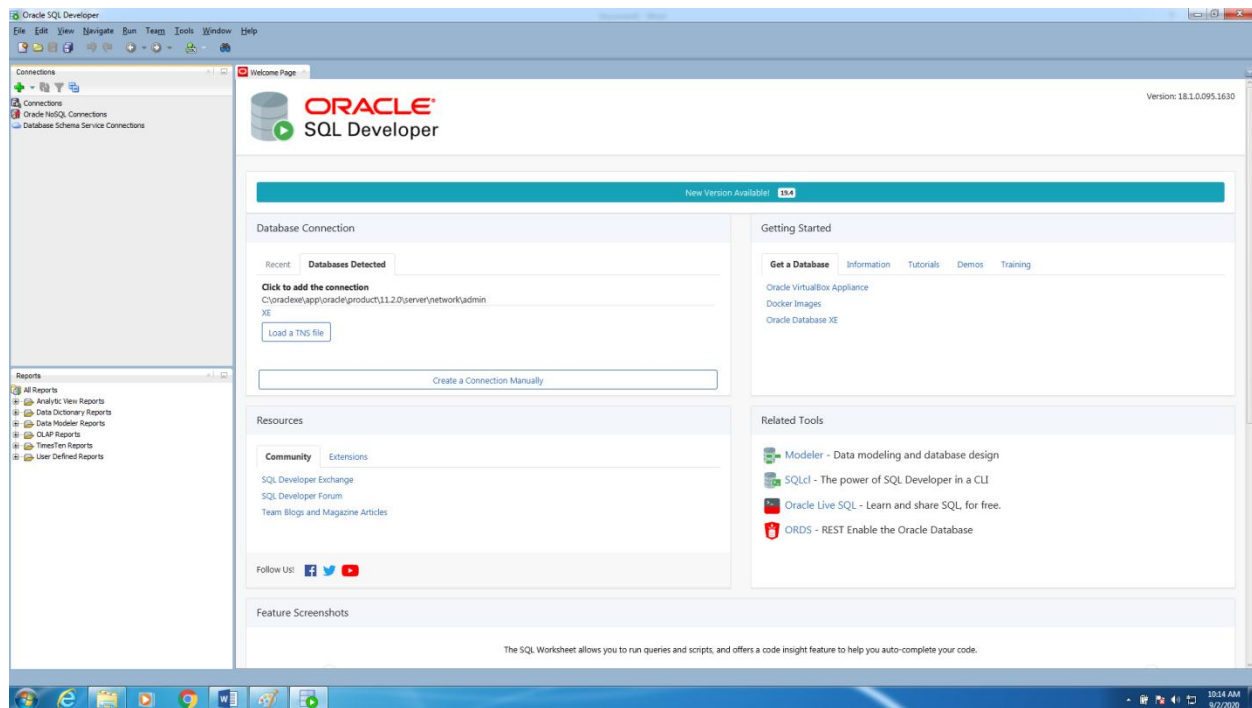 Oracle SQL Developer
File Edit View Navigate Run Team Tools Window Help
Connections
Connections
Oracle NoSQL Connections
Database Schema Service Connections
Reports
All Reports
Analytic View Reports
Data Dictionary Reports
Data Modeler Reports
OLAP Reports
TimesTen Reports
User Defined Reports
Welcome Page
ORACLE
SQL Developer
Version: 18.1.0.095.1630
New Version Available! 19.4
Database Connection
Recent Databases Detected
Click to add the connection
C:\oraclexe\app\oracle\product\11.2.0\server\network\admin
XE
Load a TNS file
Create a Connection Manually
Getting Started
Get a Database Information Tutorials Demos Training
Oracle VirtualBox Appliance
Docker Images
Oracle Database XE
Resources
Community Extensions
SQL Developer Exchange
SQL Developer Forum
Team Blogs and Magazine Articles
Follow Us!
Related Tools
Modeler - Data modeling and database design
SQLcl - The power of SQL Developer in a CLI
Oracle Live SQL - Learn and share SQL, for free.
ORDS - REST Enable the Oracle Database
Feature Screenshots
The SQL Worksheet allows you to run queries and scripts, and offers a code insight feature to help you auto-complete your code.
10:14 AM
9/2/2020